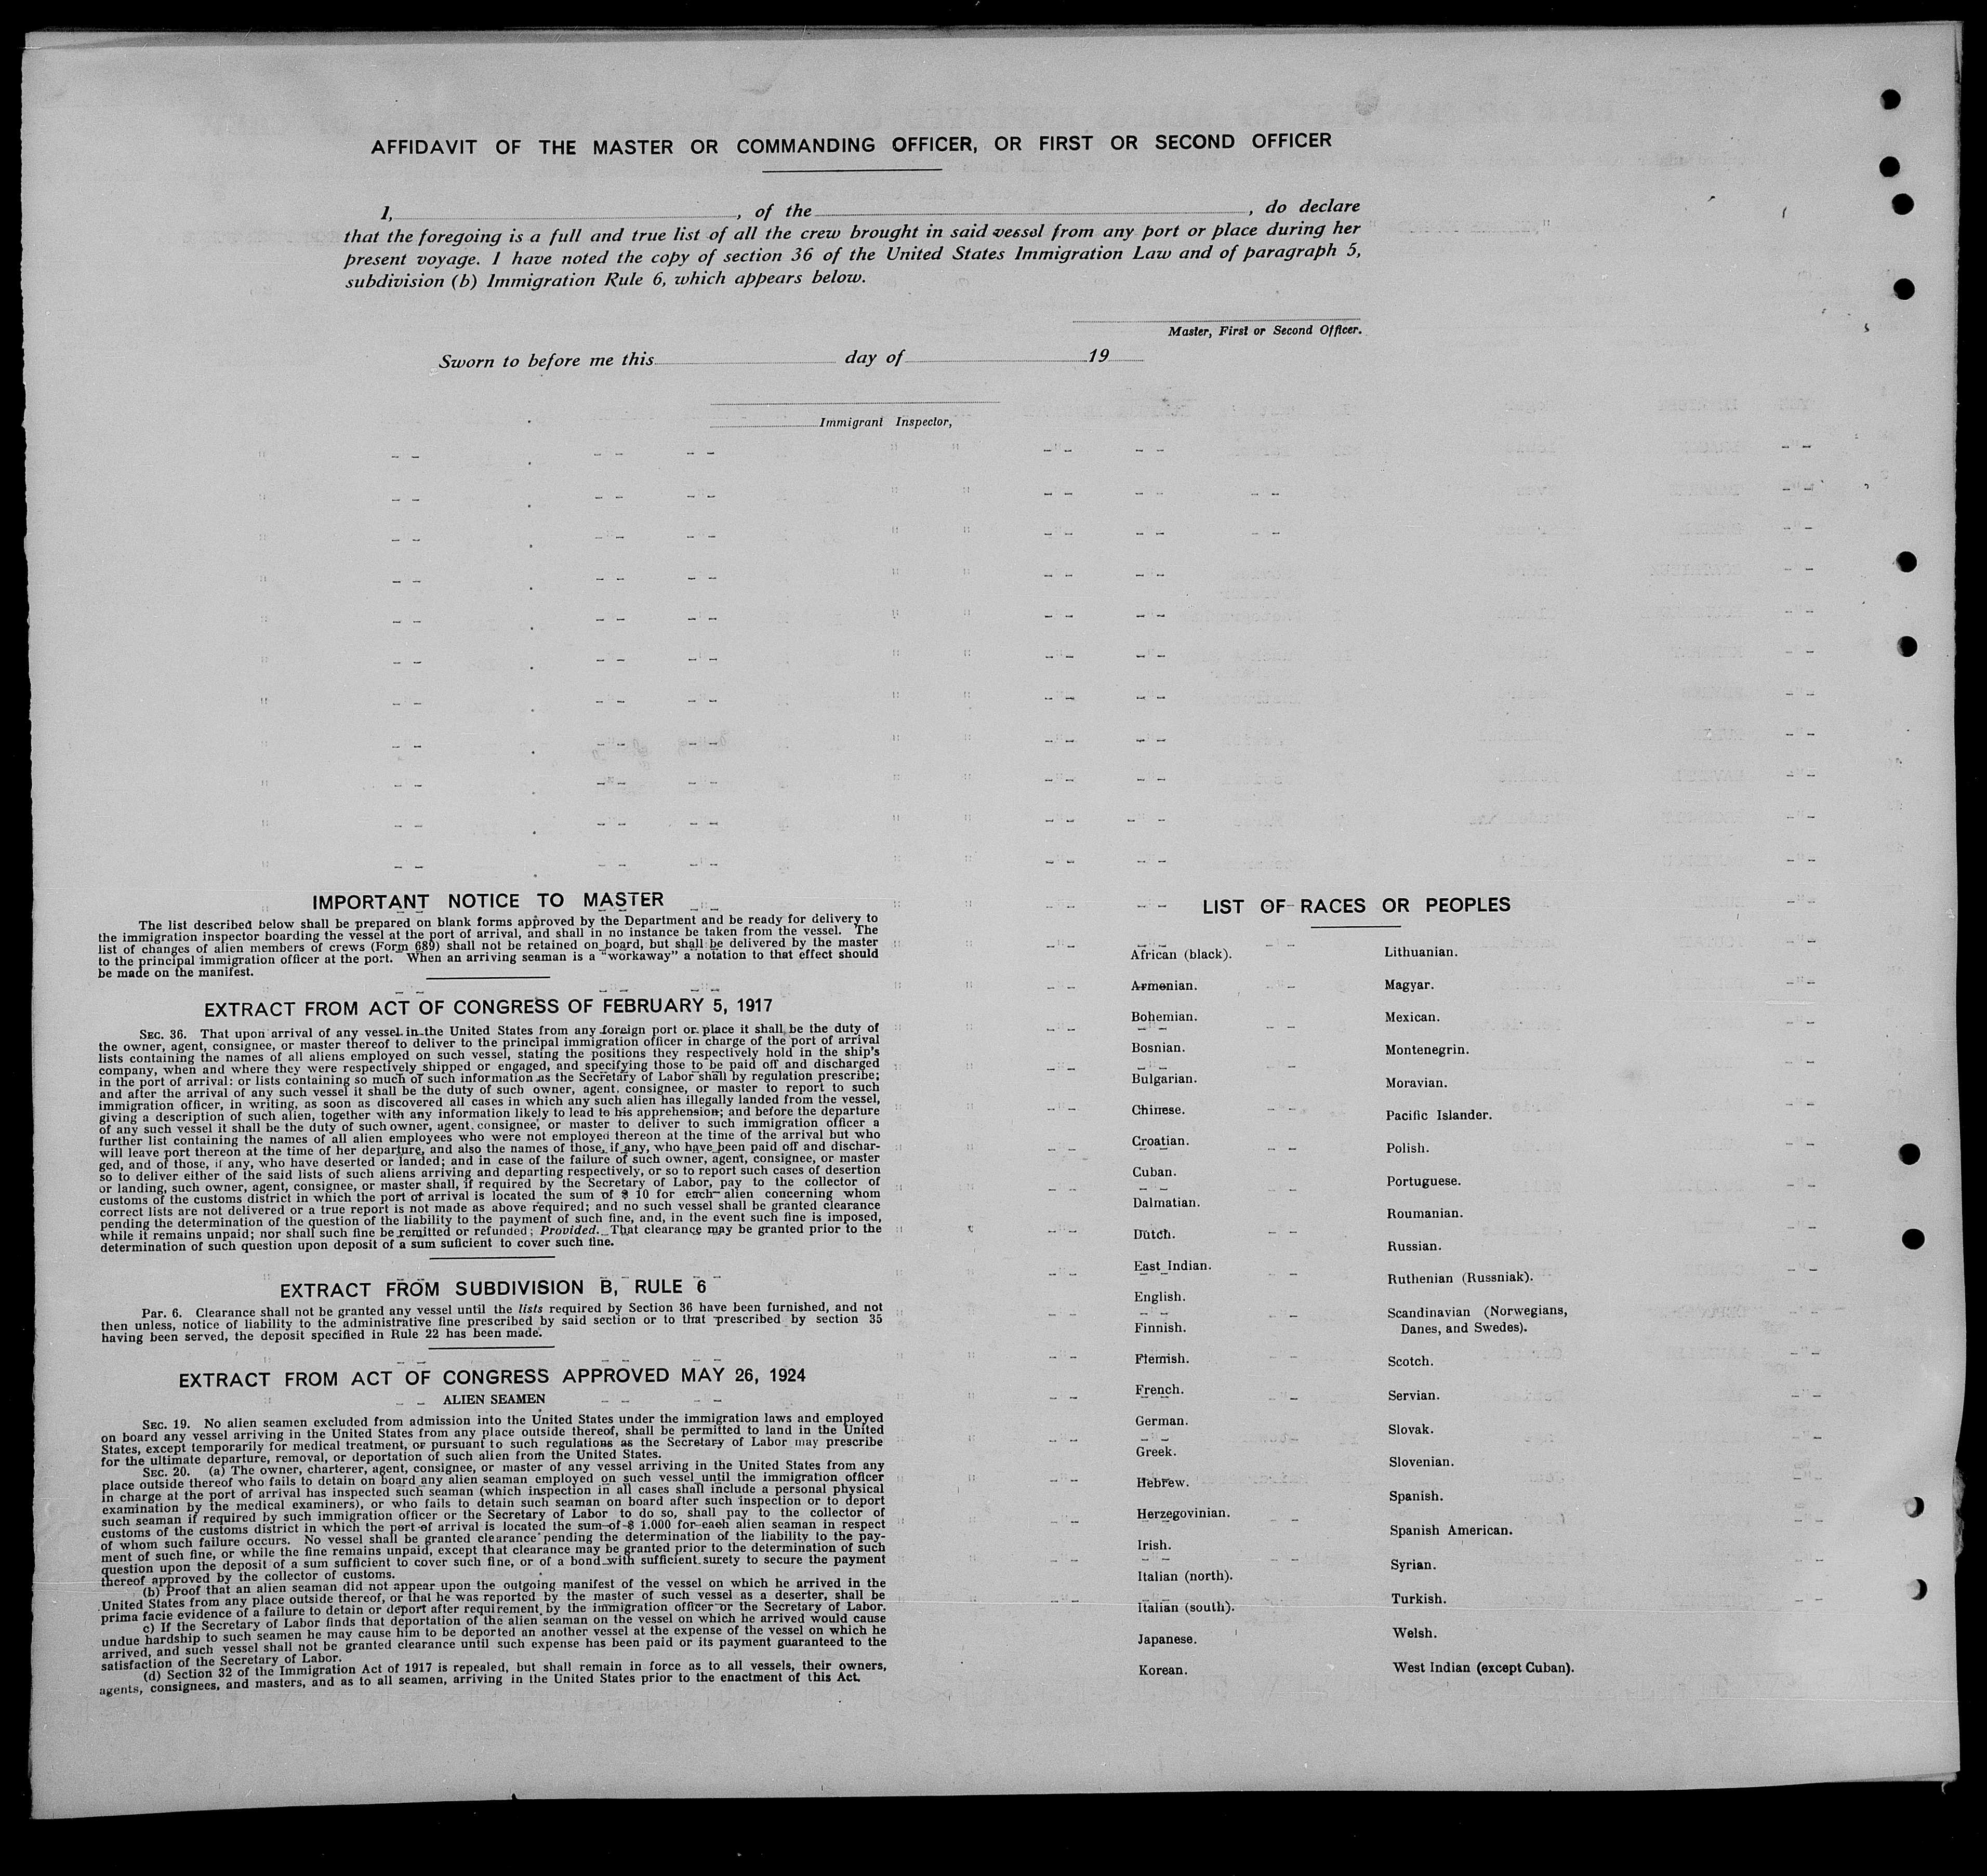 AFFIDAVIT OF THE MASTER OR COMMANDING OFFICER, OR FIRST OR SECOND OFFICER
I, , of the , do declare
that the foregoing is a full and true list of all the crew brought in said vessel from any port or place during her
present voyage. I have noted the copy of section 36 of the United States Immigration Law and of paragraph 5,
subdivision (b) Immigration Rule 6, which appears below.
Master, First or Second Officer.
Sworn to before me this day of 19
Immigrant Inspector,
IMPORTANT NOTICE TO MASTER
The list described below shall be prepared on blank forms approved by the Department and be ready for delivery to
the immigration inspector boarding the vessel at the port of arrival, and shall in no instance be taken from the vessel. The
list of changes of alien members of crews (Form 689) shall not be retained on board, but shall be delivered by the master
to the principal immigration officer at the port. When an arriving seaman is a "workaway" a notation to that effect should
be made on the manifest.
EXTRACT FROM ACT OF CONGRESS OF FEBRUARY 5, 1917
SEC. 36. That upon arrival of any vessel in the United States from any foreign port or place it shall be the duty of
the owner, agent, consignee, or master thereof to deliver to the principal immigration officer in charge of the port of arrival
lists containing the names of all aliens employed on such vessel, stating the positions they respectively hold in the ship's
company, when and where they were respectively shipped or engaged, and specifying those to be paid off and discharged
in the port of arrival: or lists containing so much of such information as the Secretary of Labor shall by regulation prescribe;
and after the arrival of any such vessel it shall be the duty of such owner, agent, consignee, or master to report to such
immigration officer, in writing, as soon as discovered all cases in which any such alien has illegally landed from the vessel,
giving a description of such alien, together with any information likely to lead to his apprehension; and before the departure
of any such vessel it shall be the duty of such owner, agent, consignee, or master to deliver to such immigration officer a
further list containing the names of all alien employees who were not employed thereon at the time of the arrival but who
will leave port thereon at the time of her departure, and also the names of those, if any, who have been paid off and dischar-
ged, and of those, if any, who have deserted or landed; and in case of the failure of such owner, agent, consignee, or master
so to deliver either of the said lists of such aliens arriving and departing respectively, or so to report such cases of desertion
or landing, such owner, agent, consignee, or master shall, if required by the Secretary of Labor, pay to the collector of
customs of the customs district in which the port of arrival is located the sum of $ 10 for each alien concerning whom
correct lists are not delivered or a true report is not made as above required; and no such vessel shall be granted clearance
pending the determination of the question of the liability to the payment of such fine, and, in the event such fine is imposed,
while it remains unpaid; nor shall such fine be remitted or refunded; Provided. That clearance may be granted prior to the
determination of such question upon deposit of a sum suficient to cover such fine.
EXTRACT FROM SUBDIVISION B, RULE 6
Par. 6. Clearance shall not be granted any vessel until the lists required by Section 36 have been furnished, and not
then unless, notice of liability to the administrative fine prescribed by said section or to that prescribed by section 35
having been served, the deposit specified in Rule 22 has been made.
EXTRACT FROM ACT OF CONGRESS APPROVED MAY 26, 1924
ALIEN SEAMEN
SEC. 19. No alien seamen excluded from admission into the United States under the immigration laws and employed
on board any vessel arriving in the United States from any place outside thereof, shall be permitted to land in the United
States, except temporarily for medical treatment, or pursuant to such regulations as the Secretary of Labor may prescribe
for the ultimate departure, removal, or deportation of such alien from the United States.
SEC. 20. (a) The owner, charterer, agent, consignee, or master of any vessel arriving in the United States from any
place outside thereof who fails to detain on board any alien seaman employed on such vessel until the immigration officer
in charge at the port of arrival has inspected such seaman (which inspection in all cases shall include a personal physical
examination by the medical examiners), or who fails to detain such seaman on board after such inspection or to deport
such seaman if required by such immigration officer or the Secretary of Labor to do so, shall pay to the collector of
customs of the customs district in which the port of arrival is located the sum of $ 1.000 for each alien seaman in respect
of whom such failure occurs. No vessel shall be granted clearance pending the determination of the liability to the pay-
ment of such fine, or while the fine remains unpaid, except that clearance may be granted prior to the determination of such
question upon the deposit of a sum sufficient to cover such fine, or of a bond with sufficient surety to secure the payment
thereof approved by the collector of customs.
(b) Proof that an alien seaman did not appear upon the outgoing manifest of the vessel on which he arrived in the
United States from any place outside thereof, or that he was reported by the master of such vessel as a deserter, shall be
prima facie evidence of a failure to detain or deport after requirement by the immigration officer or the Secretary of Labor.
c) If the Secretary of Labor finds that deportation of the alien seaman on the vessel on which he arrived would cause
undue hardship to such seamen he may cause him to be deported an another vessel at the expense of the vessel on which he
arrived, and such vessel shall not be granted clearance until such expense has been paid or its payment guaranteed to the
satisfaction of the Secretary of Labor.
(d) Section 32 of the Immigration Act of 1917 is repealed, but shall remain in force as to all vessels, their owners,
agents, consignees, and masters, and as to all seamen, arriving in the United States prior to the enactment of this Act.
LIST OF RACES OR PEOPLES
African (black).
Armenian.
Bohemian.
Bosnian.
Bulgarian.
Chinese.
Croatian.
Cuban.
Dalmatian.
Dutch.
East Indian.
English.
Finnish.
Flemish.
French.
German.
Greek.
Hebrew.
Herzegovinian.
Irish.
Italian (north).
Italian (south).
Japanese.
Korean.
Lithuanian.
Magyar.
Mexican.
Montenegrin.
Moravian.
Pacific Islander.
Polish.
Portuguese.
Roumanian.
Russian.
Ruthenian (Russniak).
Scandinavian (Norwegians,
Danes, and Swedes).
Scotch.
Servian.
Slovak.
Slovenian.
Spanish.
Spanish American.
Syrian.
Turkish.
Welsh.
West Indian (except Cuban).